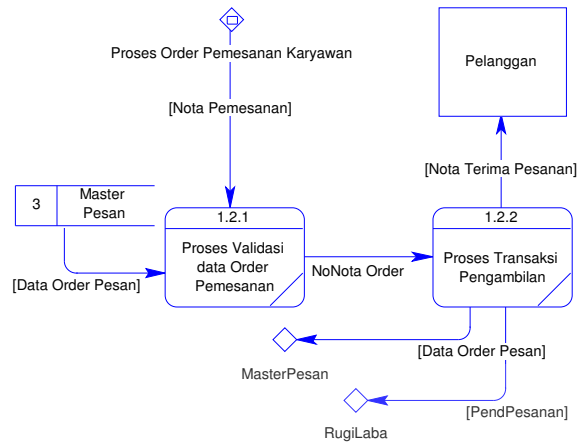 Proses Order Pemesanan Karyawan
Pelanggan
[Nota Pemesanan]
[Nota Terima Pesanan]
3
Master
Pesan
1.2.1
Proses Validasi
data Order
Pemesanan
1.2.2
Proses Transaksi
Pengambilan
NoNota Order
[Data Order Pesan]
[Data Order Pesan]
MasterPesan
[PendPesanan]
RugiLaba